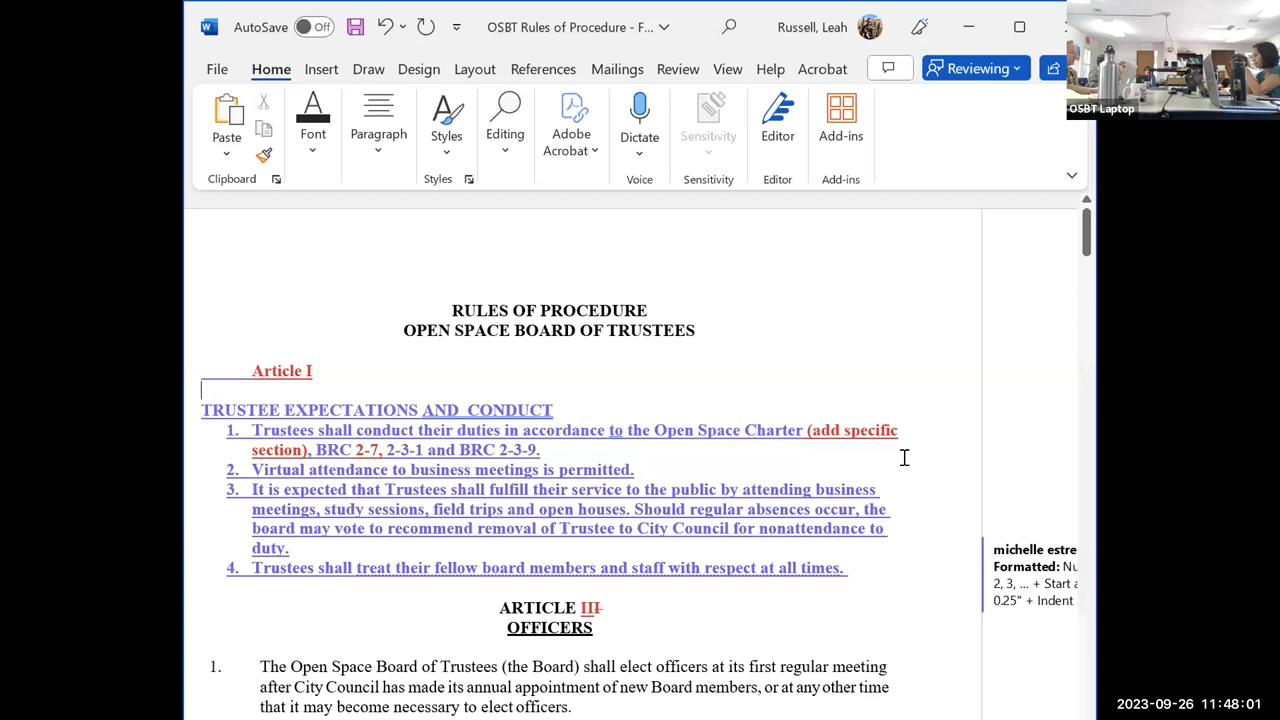 AutoSave Off OSBT Rules of Procedure - F... Russell, Leah
File Home Insert Draw Design Layout References Mailings Review View Help Acrobat Reviewing
Paste Font Paragraph Styles Editing Adobe Acrobat Dictate Sensitivity Editor Add-ins
Clipboard Styles Voice Sensitivity Editor Add-ins
OSBT Laptop
RULES OF PROCEDURE
OPEN SPACE BOARD OF TRUSTEES
Article I
TRUSTEE EXPECTATIONS AND CONDUCT
1. Trustees shall conduct their duties in accordance to the Open Space Charter (add specific
section), BRC 2-7, 2-3-1 and BRC 2-3-9.
2. Virtual attendance to business meetings is permitted.
3. It is expected that Trustees shall fulfill their service to the public by attending business
meetings, study sessions, field trips and open houses. Should regular absences occur, the
board may vote to recommend removal of Trustee to City Council for nonattendance to
duty.
4. Trustees shall treat their fellow board members and staff with respect at all times.
michelle estre
Formatted: Nu
2, 3, ... + Start a
0.25" + Indent
ARTICLE III
OFFICERS
1. The Open Space Board of Trustees (the Board) shall elect officers at its first regular meeting
after City Council has made its annual appointment of new Board members, or at any other time
that it may become necessary to elect officers.
2023-09-26 11:48:01